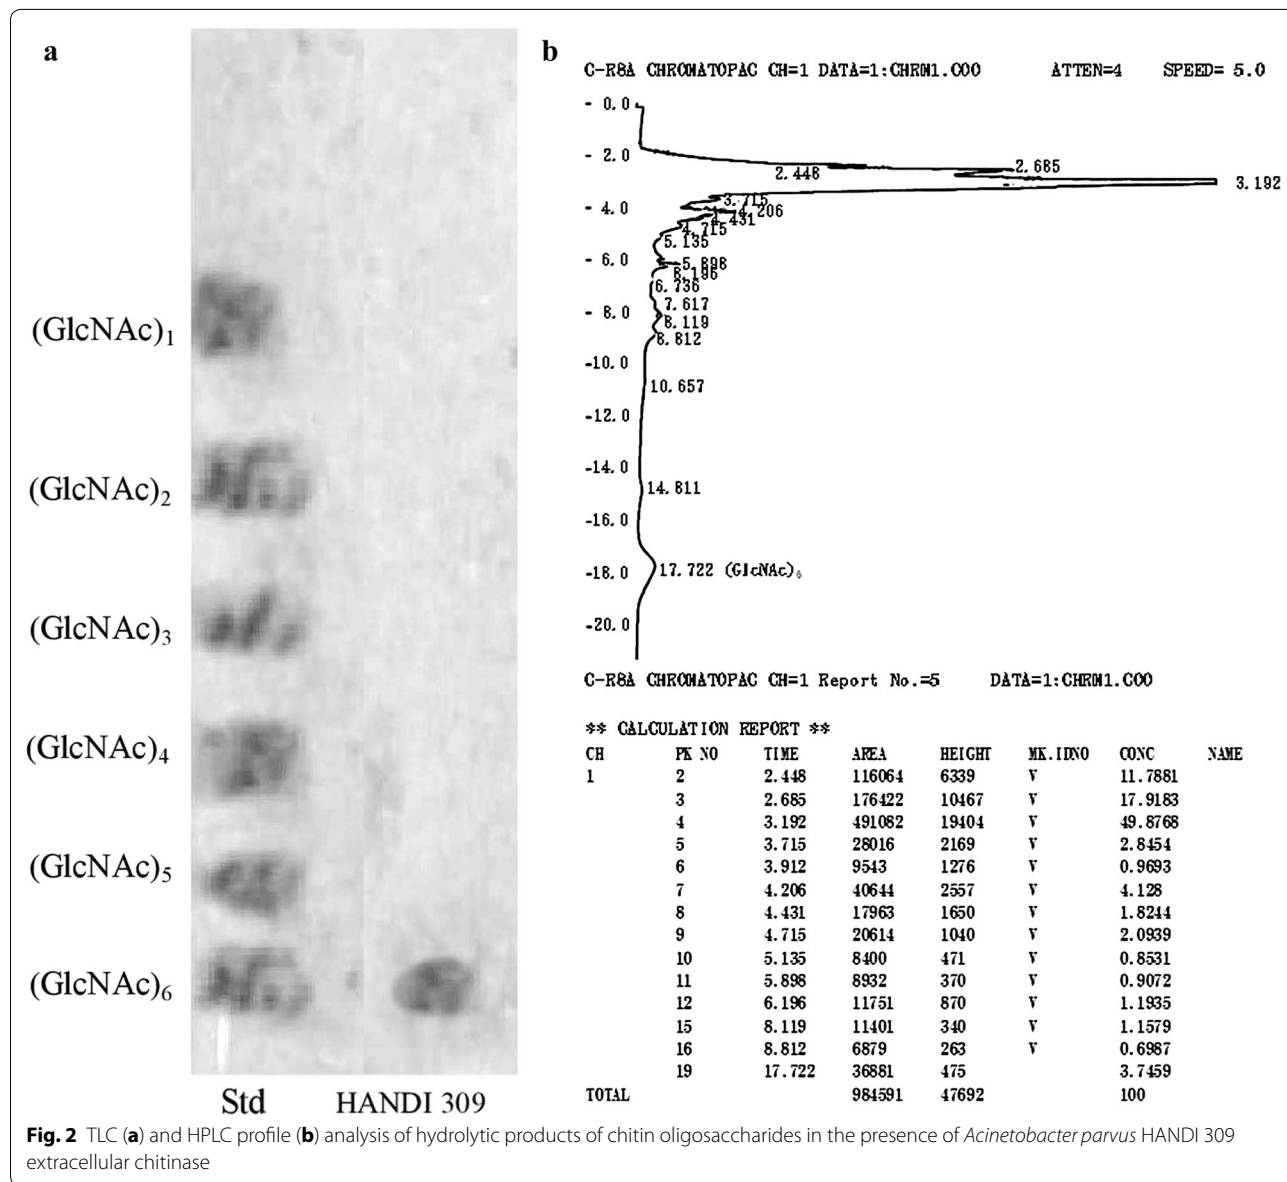 a
(GlcNAc)1
(GlcNAc)2
(GlcNAc)3
(GlcNAc)4
(GlcNAc)5
(GlcNAc)6
Std HANDI 309
b
C-R8A CHROMATOPAC CH=1 DATA=1:CHRM1.C00 ATTEN=4 SPEED= 5.0
- 0.0
- 2.0
2.448
2.685
3.192
3.715
- 4.0
4.206
4.431
4.715
5.135
- 6.0
5.898
6.196
6.736
7.617
- 8.0
8.119
8.812
-10.0
10.657
-12.0
-14.0
14.811
-16.0
-18.0
17.722 (GlcNAc)6
-20.0
C-R8A CHROMATOPAC CH=1 Report No.=5 DATA=1:CHRM1.C00
** CALCULATION REPORT **
CH PK NO TIME AREA HEIGHT MK.IDNO CONC NAME
1 2 2.448 116064 6339 V 11.7881
3 2.685 176422 10467 V 17.9183
4 3.192 491082 19404 V 49.8768
5 3.715 28016 2169 V 2.8454
6 3.912 9543 1276 V 0.9693
7 4.206 40644 2557 V 4.128
8 4.431 17963 1650 V 1.8244
9 4.715 20614 1040 V 2.0939
10 5.135 8400 471 V 0.8531
11 5.898 8932 370 V 0.9072
12 6.196 11751 870 V 1.1935
15 8.119 11401 340 V 1.1579
16 8.812 6879 263 V 0.6987
19 17.722 36881 475 3.7459
TOTAL 984591 47692 100
Fig. 2 TLC (a) and HPLC profile (b) analysis of hydrolytic products of chitin oligosaccharides in the presence of Acinetobacter parvus HANDI 309
extracellular chitinase